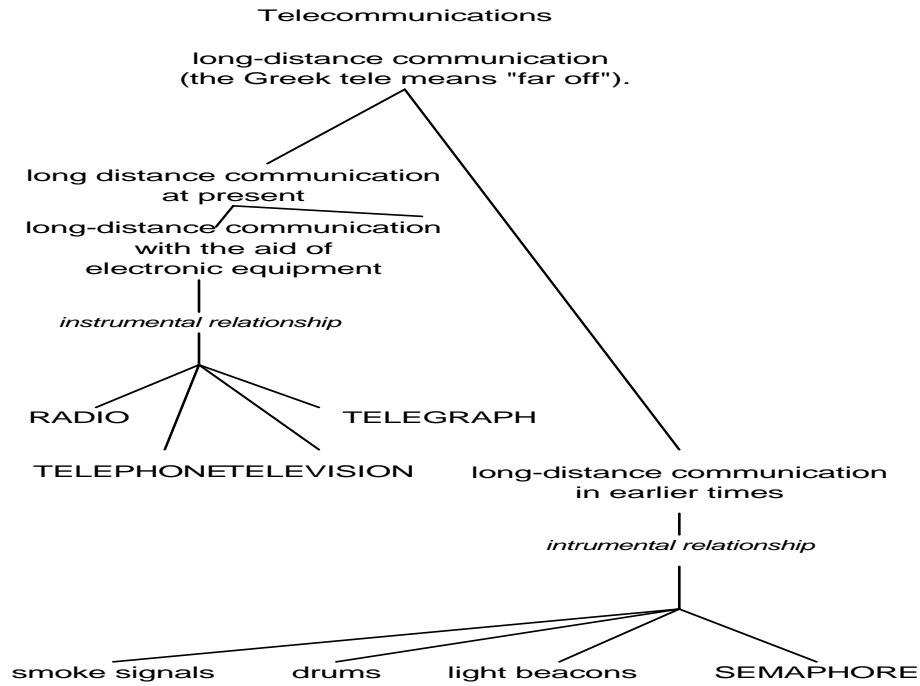 Telecommunications
long-distance communication
(the Greek tele means "far off").
long distance communication
at present
long-distance communication
with the aid of
electronic equipment
instrumental relationship
RADIO
TELEGRAPH
TELEPHONE
TELEVISION
long-distance communication
in earlier times
intrumental relationship
smoke signals
drums
light beacons
SEMAPHORE